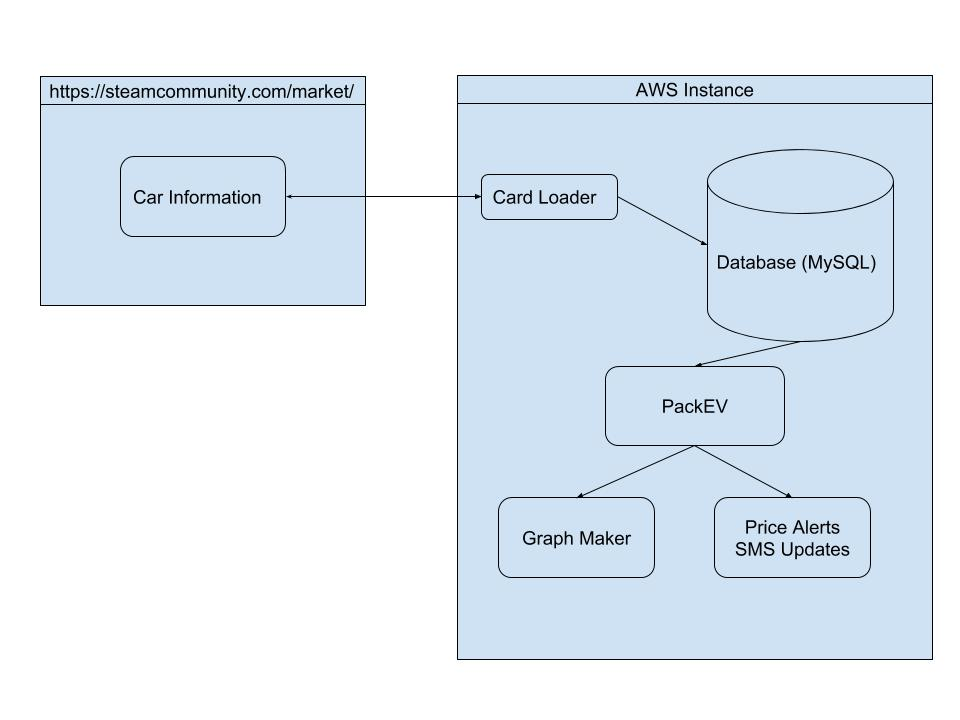 https://steamcommunity.com/market/
AWS Instance
Car Information
Card Loader
Database (MySQL)
PackEV
Graph Maker
Price Alerts
SMS Updates